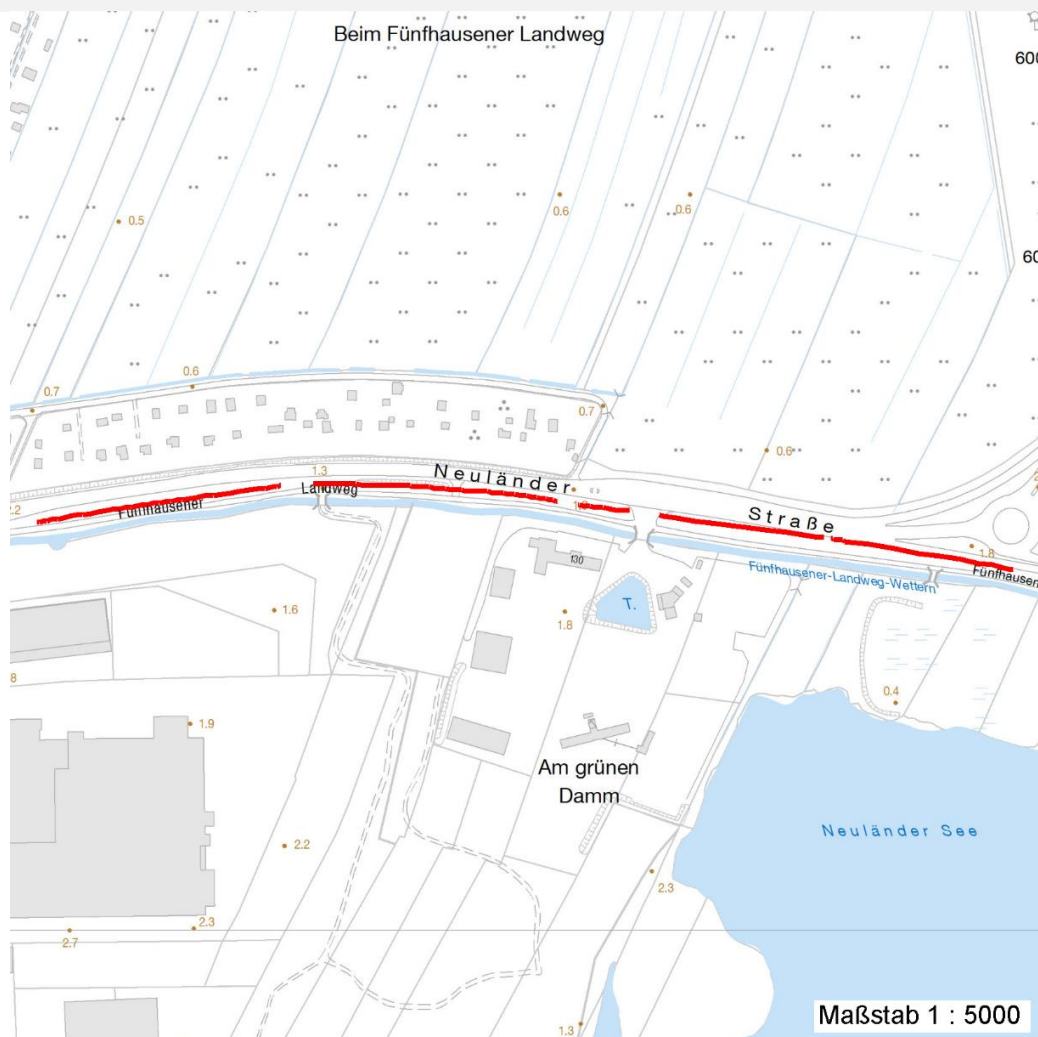 Beim Fünfhausener Landweg
600
0.5
0.6
0.6
60
0.6
0.7
0.7
0.6
1.3
Neuländer
Landweg
Fünfhausener
Straße
1.8
Fünfhausen
Fünfhausener-Landweg-Wettern
130
T.
1.6
1.8
8
0.4
1.9
Am grünen
Damm
Neuländer See
2.2
2.3
2.3
2.7
1.3
Maßstab 1 : 5000